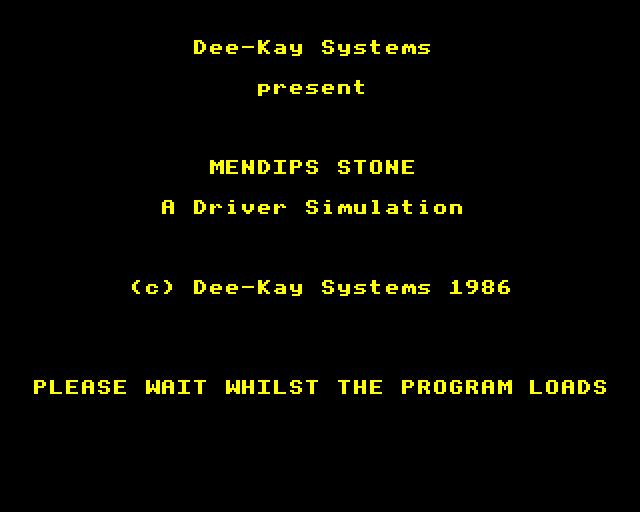 Dee-Kay Systems
present
MENDIPS STONE
A Driver Simulation
(c) Dee-Kay Systems 1986
PLEASE WAIT WHILST THE PROGRAM LOADS